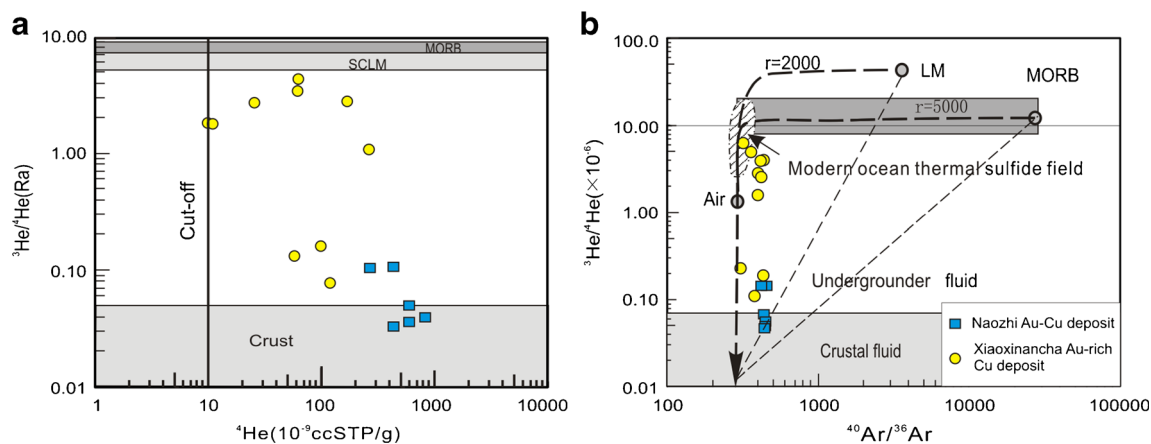 a
10.00
1.00
0.10
0.01
³He/⁴He(Ra)
MORB
SCLM
Cut-off
Crust
1
10
100
1000
10000
⁴He(10⁻⁹ccSTP/g)
b
100.0
10.00
1.00
0.10
0.01
³He/⁴He(×10⁻⁶)
r=2000
LM
MORB
r=5000
Modern ocean thermal sulfide field
Air
Undergrounder fluid
Crustal fluid
Naozhi Au-Cu deposit
Xiaoxinancha Au-rich
Cu deposit
100
1000
10000
100000
⁴⁰Ar/³⁶Ar